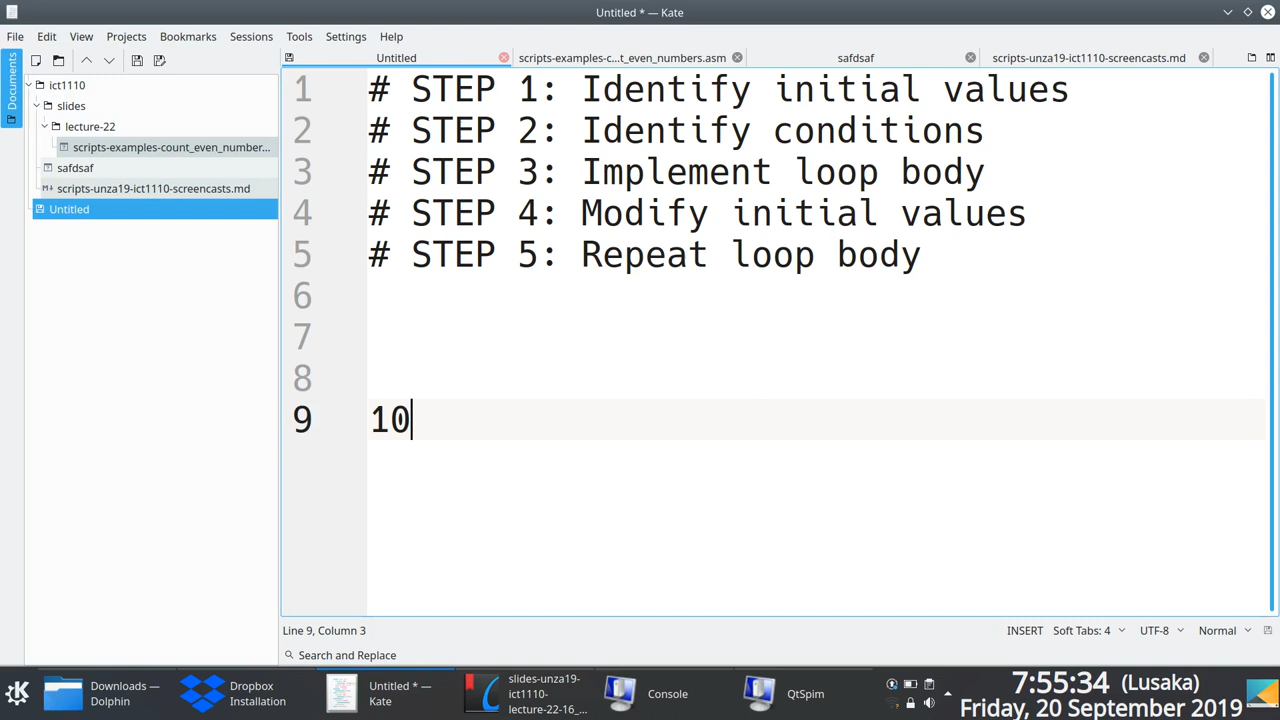 Untitled * — Kate
File Edit View Projects Bookmarks Sessions Tools Settings Help
Documents
Untitled
scripts-examples-c...t_even_numbers.asm
safdsaf
scripts-unza19-ict1110-screencasts.md
ict1110
slides
lecture-22
scripts-examples-count_even_number...
safdsaf
scripts-unza19-ict1110-screencasts.md
Untitled
1 # STEP 1: Identify initial values
2 # STEP 2: Identify conditions
3 # STEP 3: Implement loop body
4 # STEP 4: Modify initial values
5 # STEP 5: Repeat loop body
6
7
8
9 10
Line 9, Column 3
INSERT Soft Tabs: 4 UTF-8 Normal
Search and Replace
Downloads — Dolphin
Dropbox Installation
Untitled * — Kate
slides-unza19-ict1110-lecture-22-16_...
Console
QtSpim
7:55:34 (Lusaka)
Friday, 20 September 2019